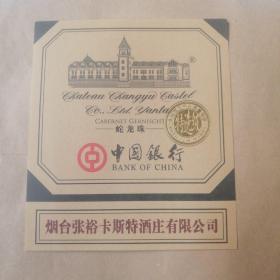 Chateau Changyu Castel
Co., Ltd. Yantai
CABERNET GERNISCHT
蛇龙珠
中国银行
BANK OF CHINA
烟台张裕卡斯特酒庄有限公司